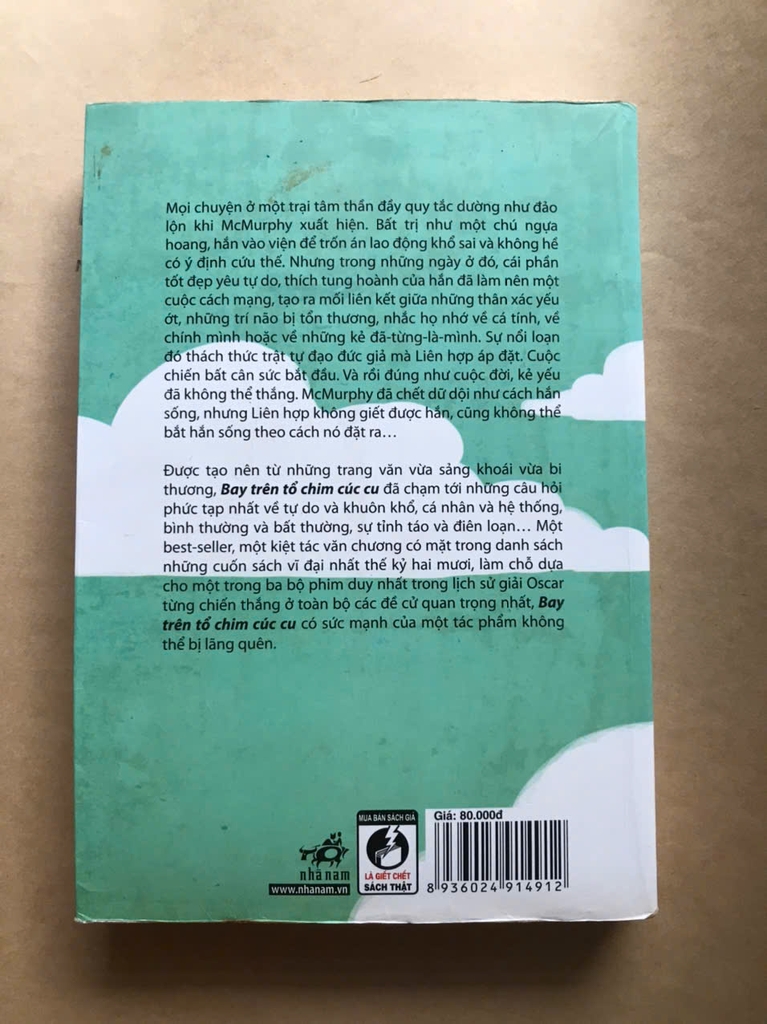 Mọi chuyện ở một trại tâm thần đầy quy tắc dường như đảo
lộn khi McMurphy xuất hiện. Bất trị như một chú ngựa
hoang, hắn vào viện để trốn án lao động khổ sai và không hề
có ý định cứu thế. Nhưng trong những ngày ở đó, cái phần
tốt đẹp yêu tự do, thích tung hoành của hắn đã làm nên một
cuộc cách mạng, tạo ra mối liên kết giữa những thân xác yếu
ớt, những trí não bị tổn thương, nhắc họ nhớ về cá tính, về
chính mình hoặc về những kẻ đã-từng-là-mình. Sự nổi loạn
đó thách thức trật tự đạo đức giả mà Liên hợp áp đặt. Cuộc
chiến bất cân sức bắt đầu. Và rồi đúng như cuộc đời, kẻ yếu
đã không thể thắng. McMurphy đã chết dữ dội như cách hắn
sống, nhưng Liên hợp không giết được hắn, cũng không thể
bắt hắn sống theo cách nó đặt ra…
Được tạo nên từ những trang văn vừa sảng khoái vừa bi
thương, Bay trên tổ chim cúc cu đã chạm tới những câu hỏi
phức tạp nhất về tự do và khuôn khổ, cá nhân và hệ thống,
bình thường và bất thường, sự tỉnh táo và điên loạn… Một
best-seller, một kiệt tác văn chương có mặt trong danh sách
những cuốn sách vĩ đại nhất thế kỷ hai mươi, làm chỗ dựa
cho một trong ba bộ phim duy nhất trong lịch sử giải Oscar
từng chiến thắng ở toàn bộ các đề cử quan trọng nhất, Bay
trên tổ chim cúc cu có sức mạnh của một tác phẩm không
thể bị lãng quên.
nhã nam
www.nhanam.vn
MUA BÁN SÁCH GIẢ
LÀ GIẾT CHẾT
SÁCH THẬT
Giá: 80.000đ
8 936024 914912